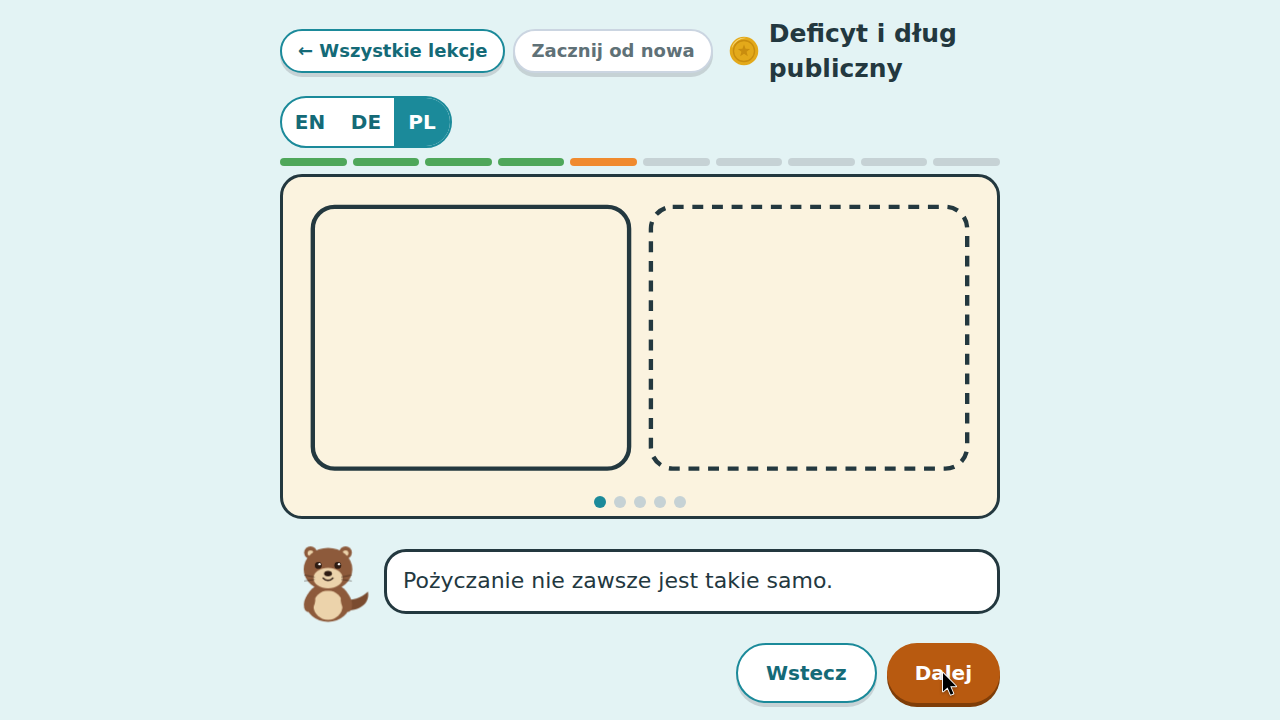 ← Wszystkie lekcje
Zacznij od nowa
Deficyt i dług
publiczny
EN DE PL
Pożyczanie nie zawsze jest takie samo.
Wstecz
Dalej